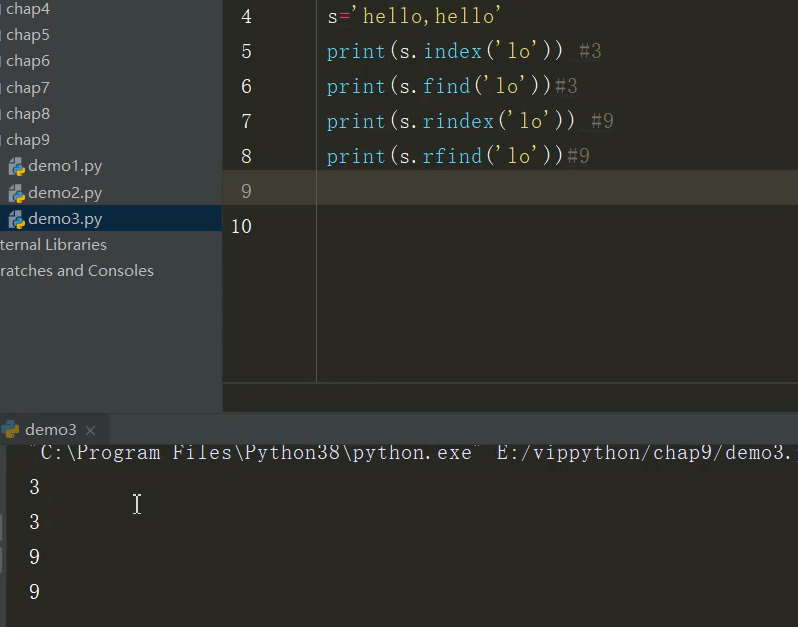 chap4
chap5
chap6
chap7
chap8
chap9
demo1.py
demo2.py
demo3.py
ternal Libraries
ratches and Consoles
4 s='hello,hello'
5 print(s.index('lo')) #3
6 print(s.find('lo'))#3
7 print(s.rindex('lo')) #9
8 print(s.rfind('lo'))#9
9
10
demo3 ×
"C:\Program Files\Python38\python.exe" E:/vippython/chap9/demo3.
3
3
9
9